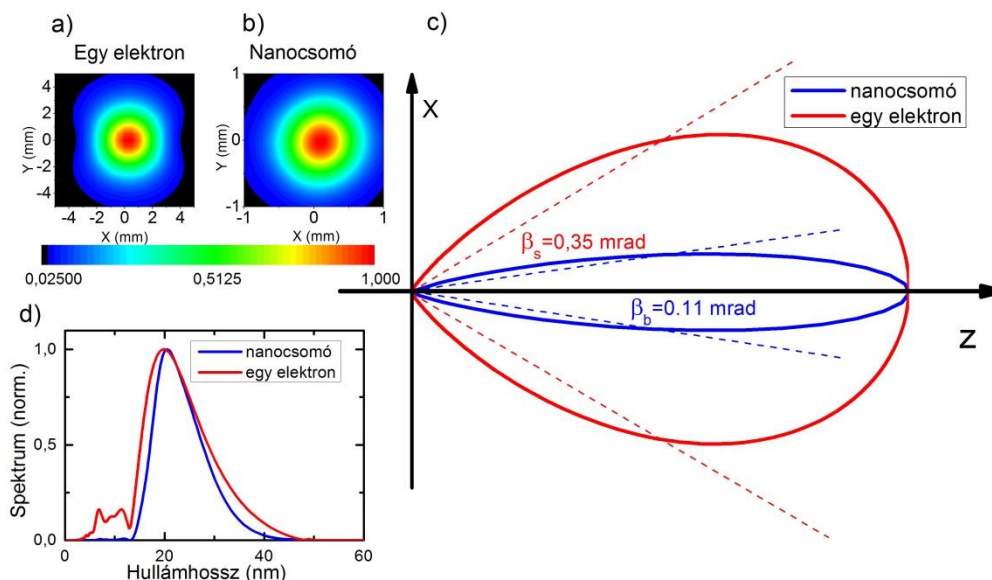 a)
Egy elektron
Y (mm)
4
2
0
-2
-4
-4 -2 0 2 4
X (mm)
b)
Nanocsomó
Y (mm)
1
0
-1
-1 0 1
X (mm)
0,02500 0,5125 1,000
c)
X
nanocsomó
egy elektron
βs=0,35 mrad
βb=0.11 mrad
Z
d)
Spektrum (norm.)
1,0
0,5
0,0
nanocsomó
egy elektron
0 20 40 60
Hullámhossz (nm)